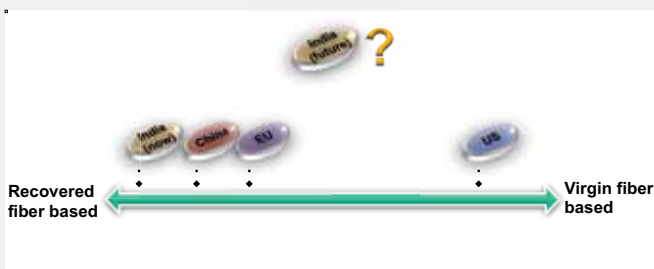 India
(future)
?
India
(now)
China
EU
US
Recovered
fiber based
Virgin fiber
based